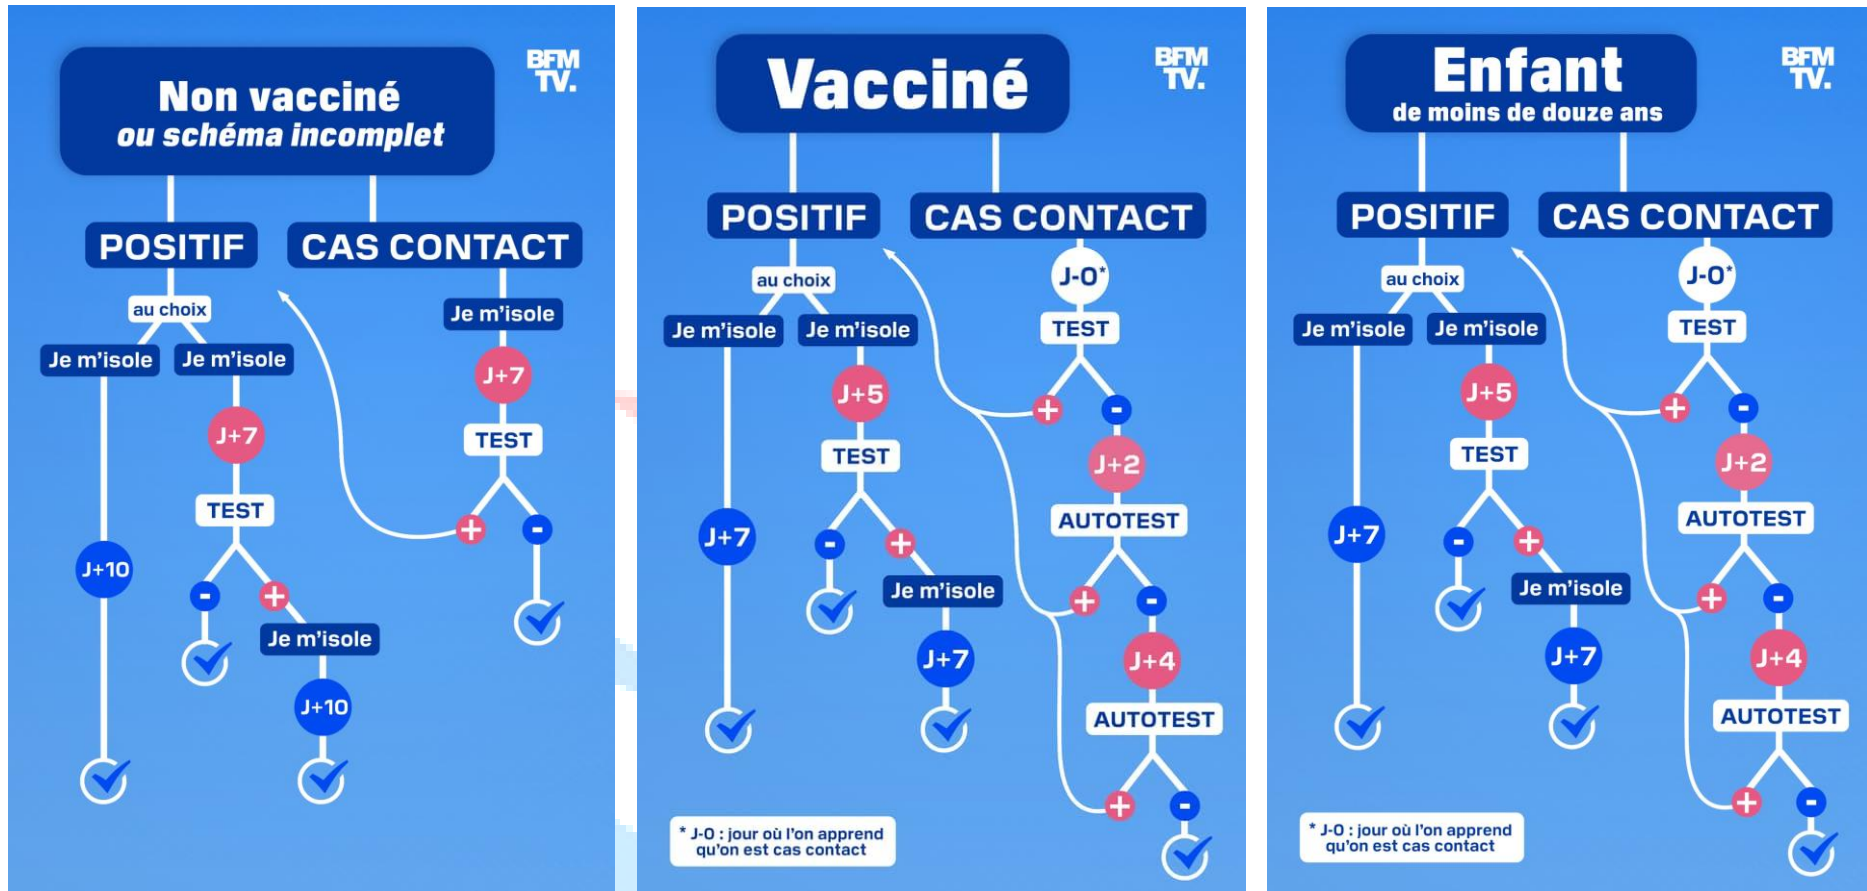 BFM
TV.
Non vacciné
ou schéma incomplet
POSITIF
CAS CONTACT
au choix
Je m'isole
Je m'isole
Je m'isole
J+7
J+7
TEST
TEST
+
-
J+10
-
+
Je m'isole
J+10
BFM
TV.
Vacciné
POSITIF
CAS CONTACT
au choix
J-0*
Je m'isole
Je m'isole
TEST
J+5
+
-
TEST
J+2
AUTOTEST
J+7
-
+
Je m'isole
+
-
J+7
J+4
AUTOTEST
+
-
* J-0 : jour où l'on apprend
qu'on est cas contact
BFM
TV.
Enfant
de moins de douze ans
POSITIF
CAS CONTACT
au choix
J-0*
Je m'isole
Je m'isole
TEST
J+5
+
-
TEST
J+2
AUTOTEST
J+7
-
+
Je m'isole
+
-
J+7
J+4
AUTOTEST
+
-
* J-0 : jour où l'on apprend
qu'on est cas contact